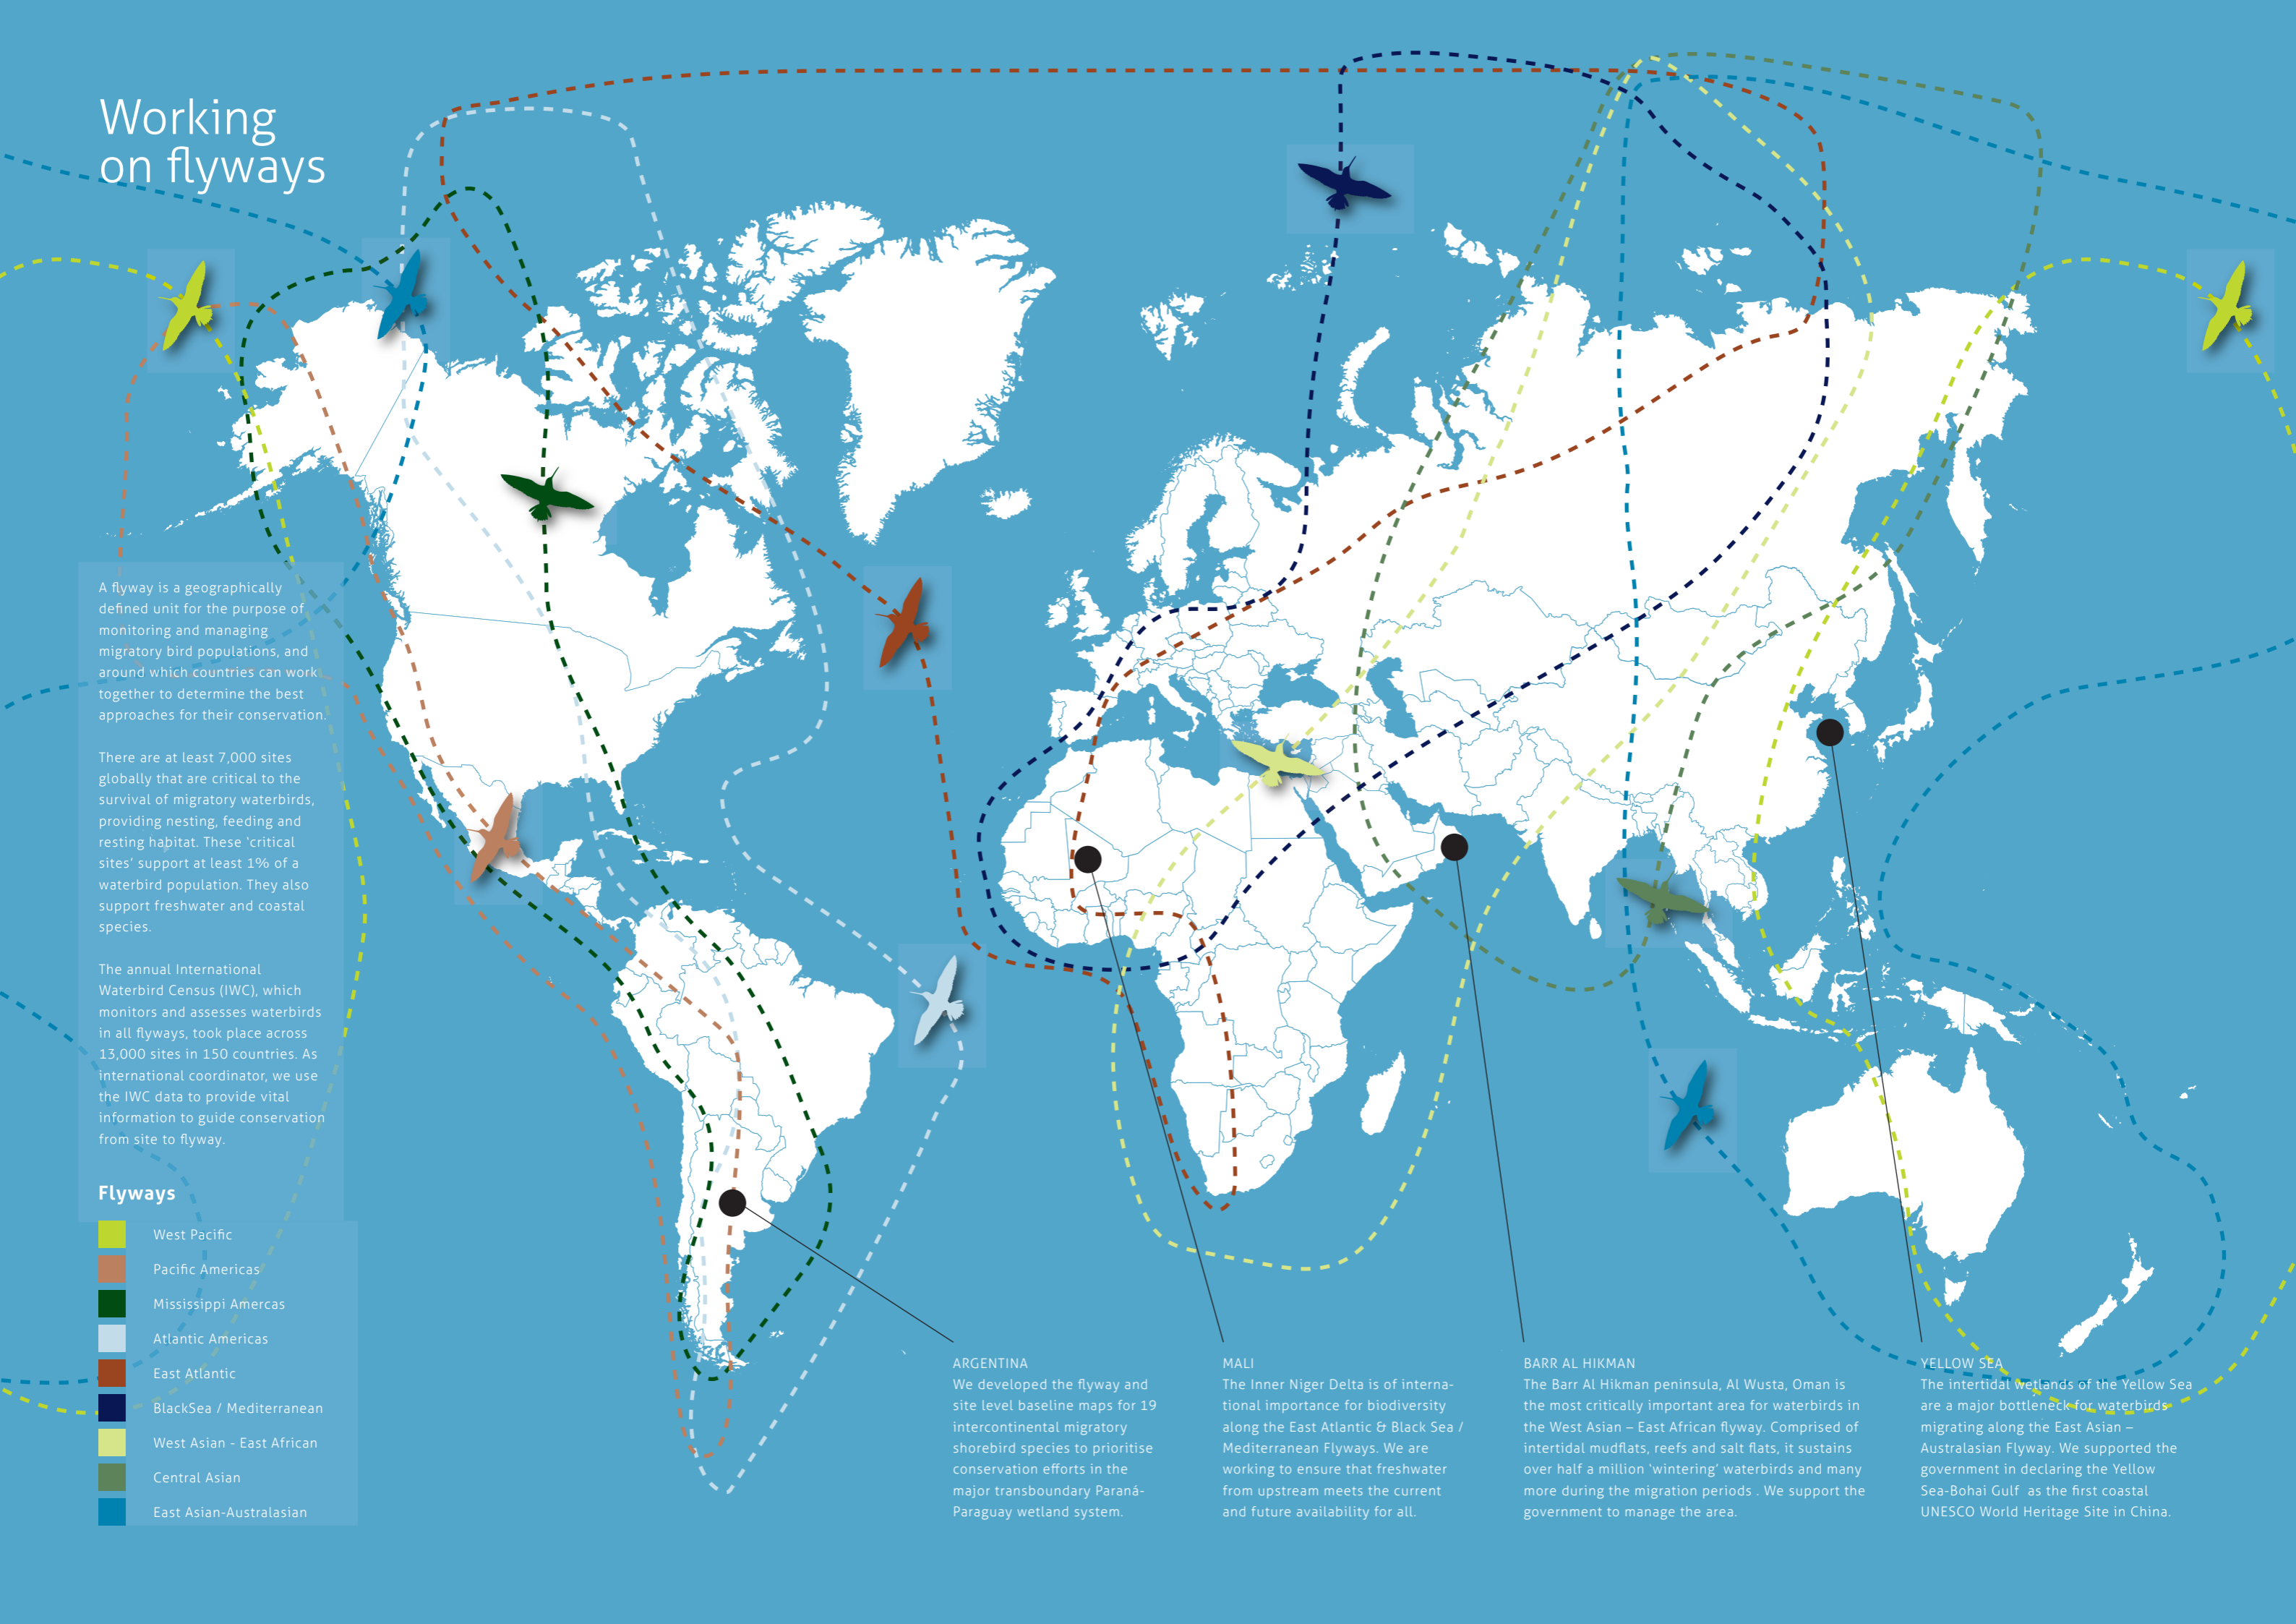 Working
on flyways
A flyway is a geographically
defined unit for the purpose of
monitoring and managing
migratory bird populations, and
around which countries can work
together to determine the best
approaches for their conservation.
There are at least 7,000 sites
globally that are critical to the
survival of migratory waterbirds,
providing nesting, feeding and
resting habitat. These ‘critical
sites’ support at least 1% of a
waterbird population. They also
support freshwater and coastal
species.
The annual International
Waterbird Census (IWC), which
monitors and assesses waterbirds
in all flyways, took place across
13,000 sites in 150 countries. As
international coordinator, we use
the IWC data to provide vital
information to guide conservation
from site to flyway.
Flyways
West Pacific
Pacific Americas
Mississippi Amercas
Atlantic Americas
East Atlantic
BlackSea / Mediterranean
West Asian - East African
Central Asian
East Asian-Australasian
ARGENTINA
We developed the flyway and
site level baseline maps for 19
intercontinental migratory
shorebird species to prioritise
conservation efforts in the
major transboundary Paraná-
Paraguay wetland system.
MALI
The Inner Niger Delta is of interna-
tional importance for biodiversity
along the East Atlantic & Black Sea /
Mediterranean Flyways. We are
working to ensure that freshwater
from upstream meets the current
and future availability for all.
BARR AL HIKMAN
The Barr Al Hikman peninsula, Al Wusta, Oman is
the most critically important area for waterbirds in
the West Asian – East African flyway. Comprised of
intertidal mudflats, reefs and salt flats, it sustains
over half a million ‘wintering’ waterbirds and many
more during the migration periods . We support the
government to manage the area.
YELLOW SEA
The intertidal wetlands of the Yellow Sea
are a major bottleneck for waterbirds
migrating along the East Asian –
Australasian Flyway. We supported the
government in declaring the Yellow
Sea-Bohai Gulf  as the first coastal
UNESCO World Heritage Site in China.